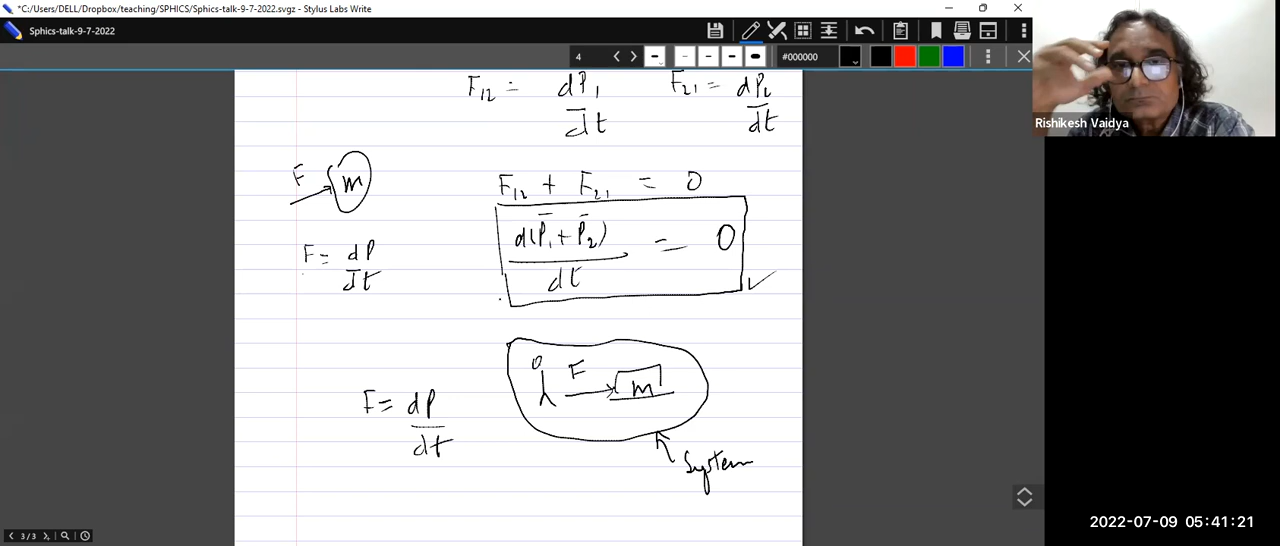 *C:/Users/DELL/Dropbox/teaching/SPHICS/Sphics-talk-9-7-2022.svgz - Stylus Labs Write
Sphics-talk-9-7-2022
4
#000000
Rishikesh Vaidya
F12 = dP1/dt F21 = dP2/dt
F
m
F12 + F21 = 0
d(P̄1 + P̄2)/dt = 0
F = dP/dt
F
m
F = dP/dt
System
3/3
2022-07-09 05:41:21